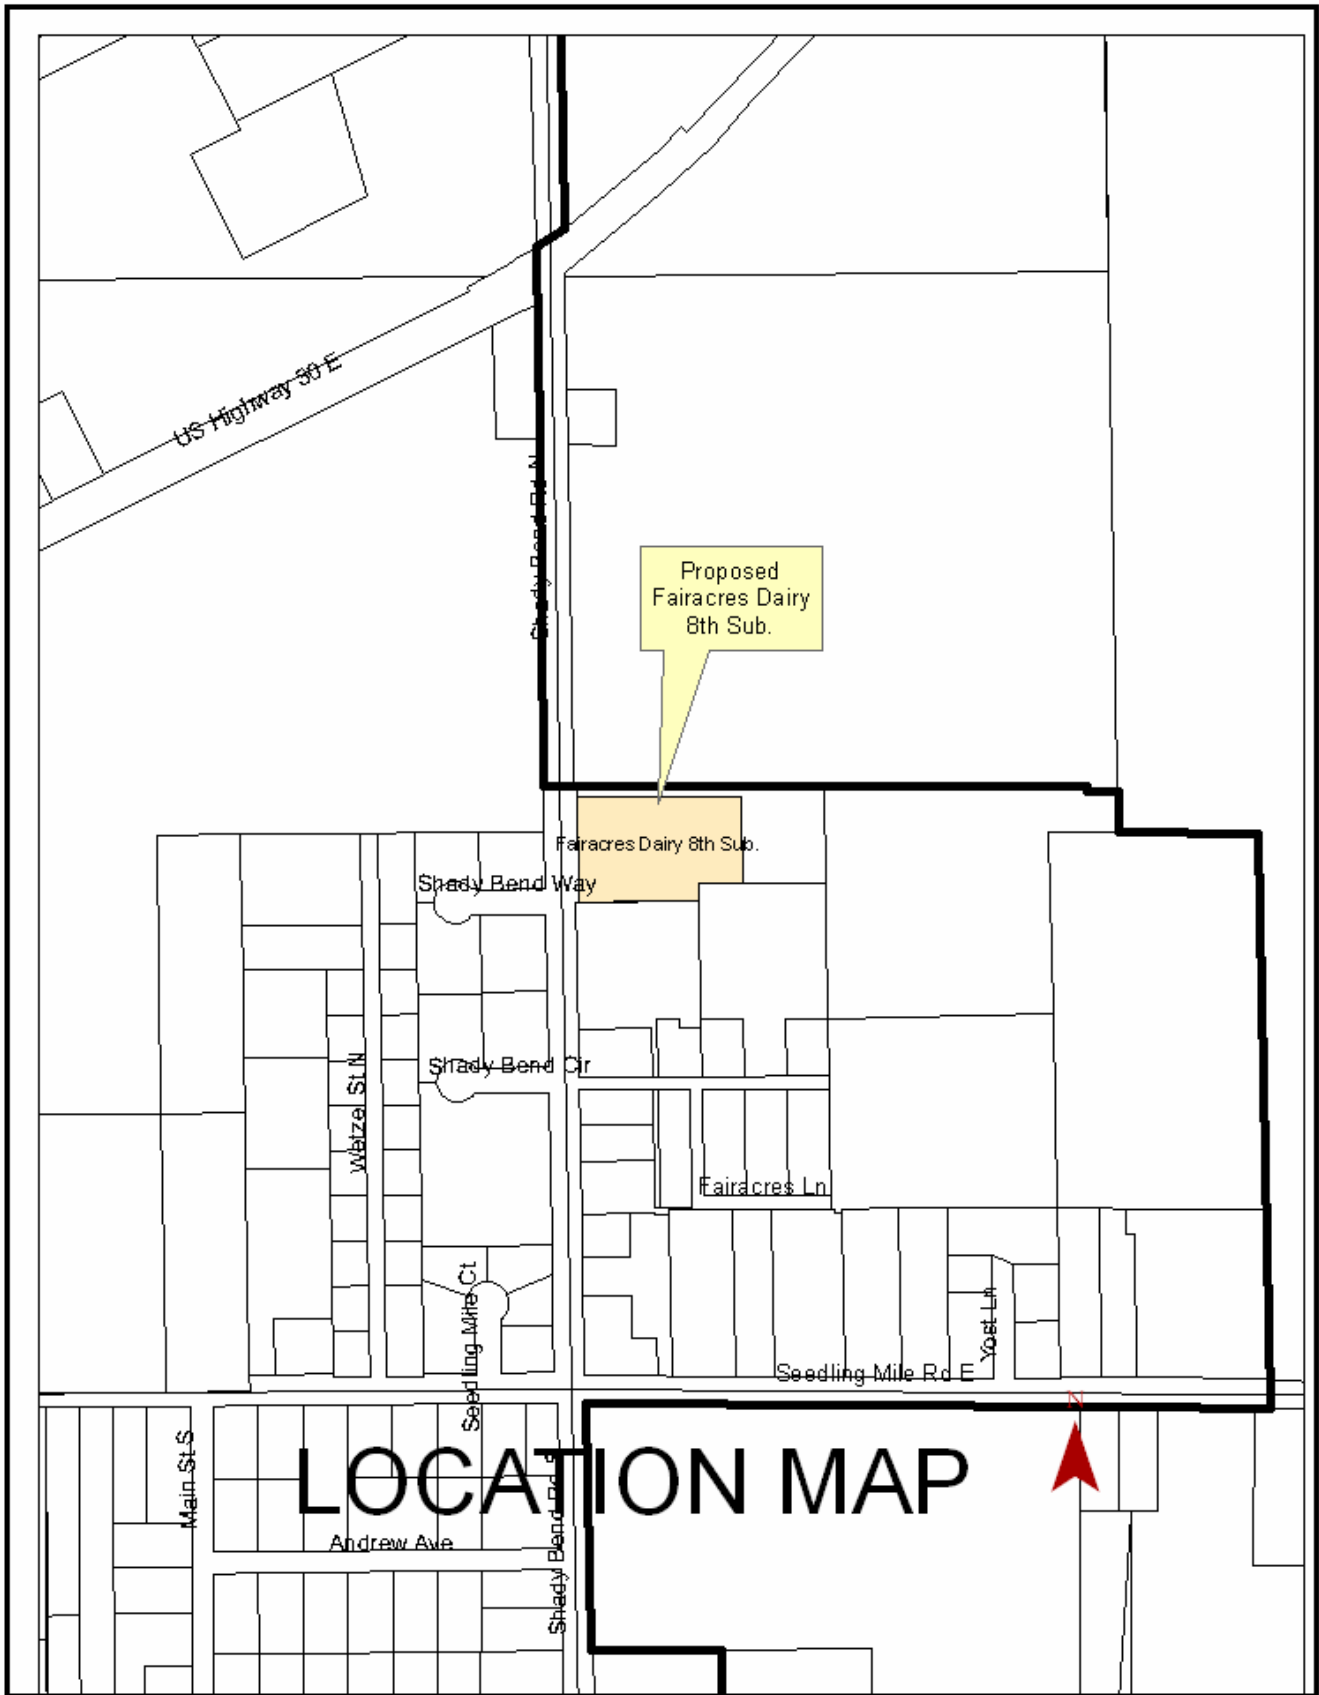 US Highway 30 E
Shady Bend Rd N
Proposed
Fairacres Dairy
8th Sub.
Fairacres Dairy 8th Sub.
Shady Bend Way
Shady Bend Cir
Wetzel St N
Fairacres Ln
Seedling Mile Ct
Yost Ln
Seedling Mile Rd E
N
LOCATION MAP
Main St S
Andrew Ave
Shady Bend Rd S